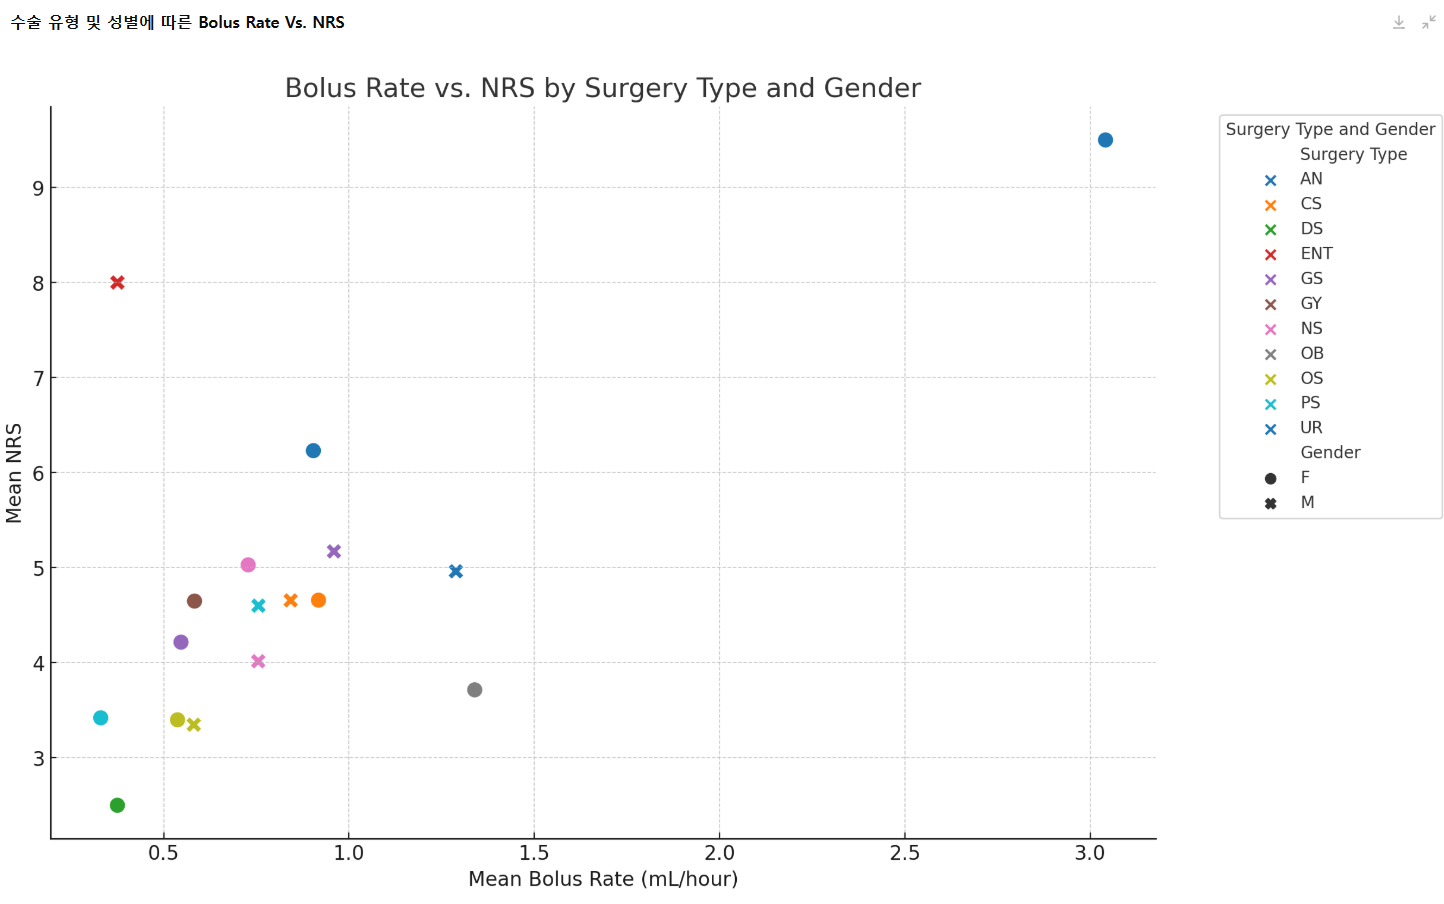 수술 유형 및 성별에 따른 Bolus Rate Vs. NRS
Bolus Rate vs. NRS by Surgery Type and Gender
Surgery Type and Gender
Surgery Type
AN
CS
DS
ENT
GS
GY
NS
OB
OS
PS
UR
Gender
F
M
Mean NRS
9
8
7
6
5
4
3
0.5
1.0
1.5
2.0
2.5
3.0
Mean Bolus Rate (mL/hour)